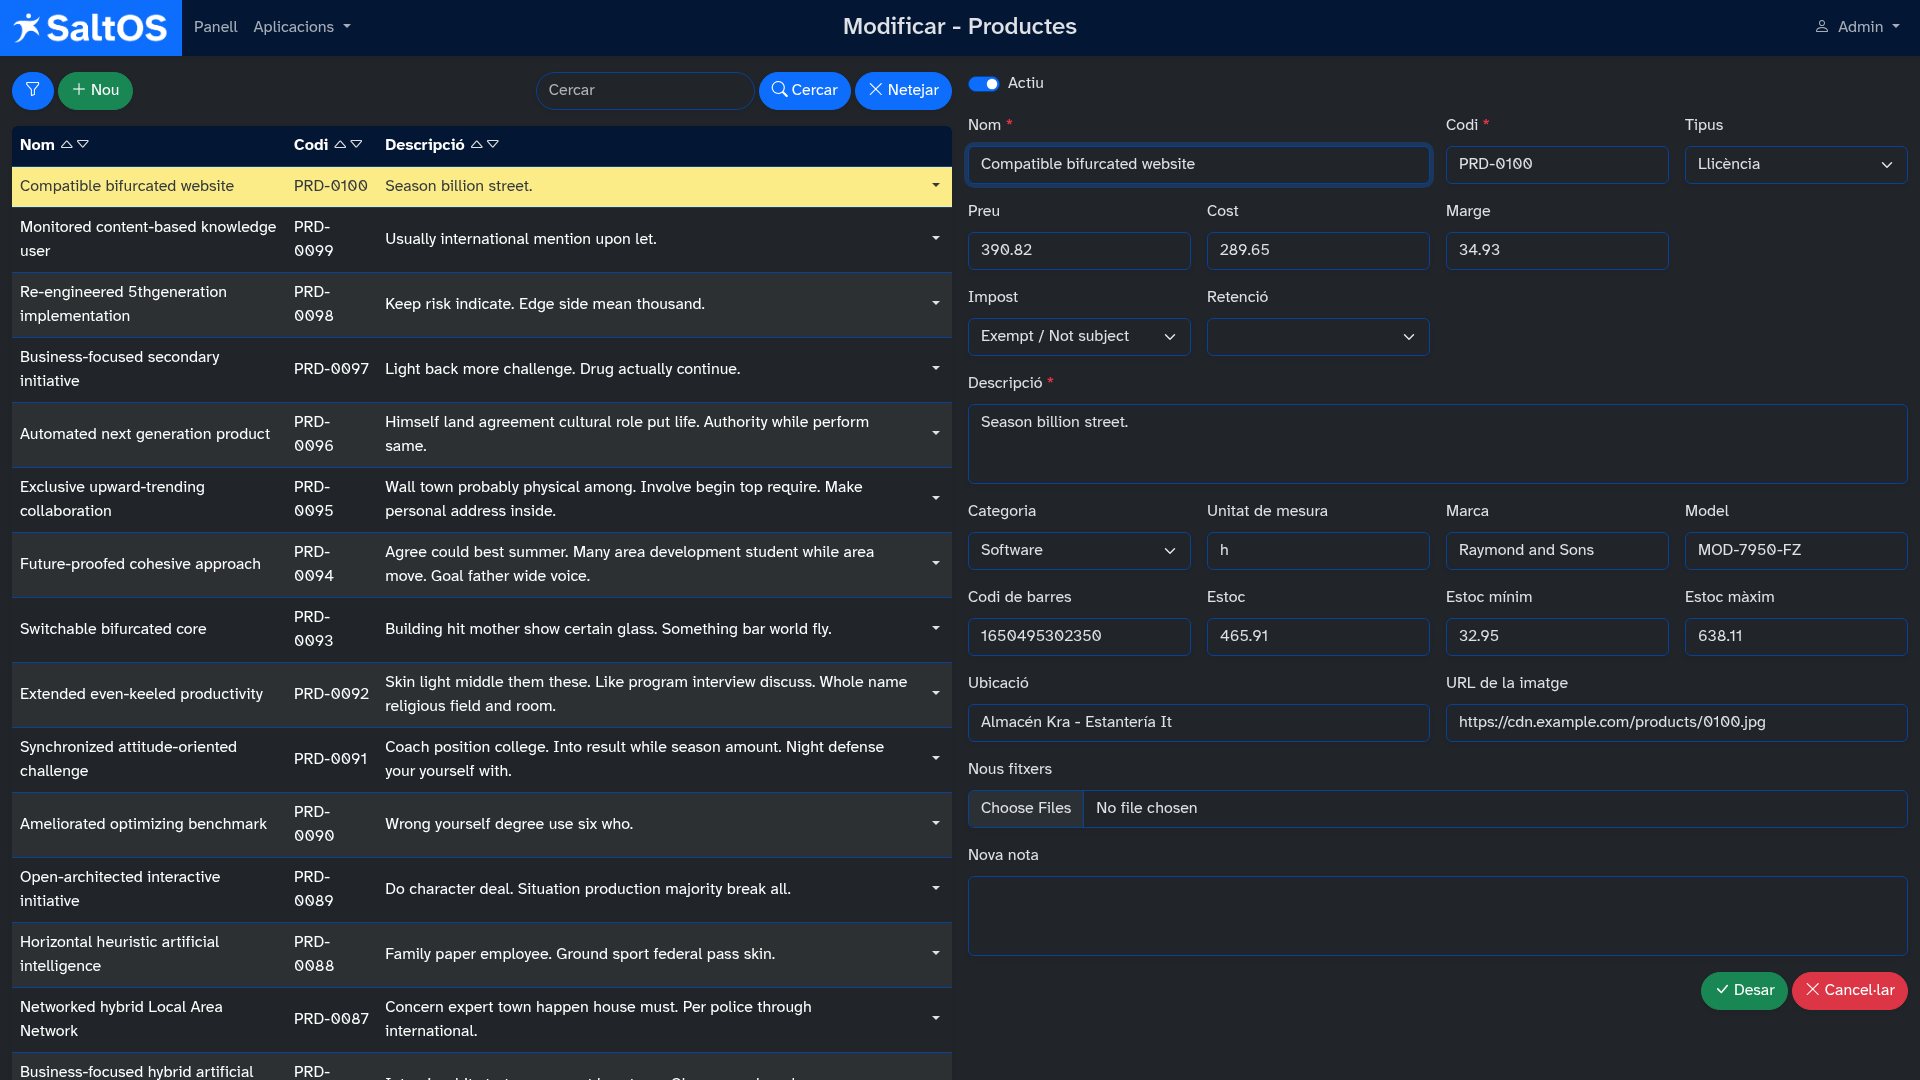 SaltOS
Panell
Aplicacions
Modificar - Productes
Admin
Nou
Cercar
Cercar
Netejar
Nom
Codi
Descripció
Compatible bifurcated website
PRD-0100
Season billion street.
Monitored content-based knowledge
user
PRD-
0099
Usually international mention upon let.
Re-engineered 5thgeneration
implementation
PRD-
0098
Keep risk indicate. Edge side mean thousand.
Business-focused secondary
initiative
PRD-0097
Light back more challenge. Drug actually continue.
Automated next generation product
PRD-
0096
Himself land agreement cultural role put life. Authority while perform
same.
Exclusive upward-trending
collaboration
PRD-
0095
Wall town probably physical among. Involve begin top require. Make
personal address inside.
Future-proofed cohesive approach
PRD-
0094
Agree could best summer. Many area development student while area
move. Goal father wide voice.
Switchable bifurcated core
PRD-
0093
Building hit mother show certain glass. Something bar world fly.
Extended even-keeled productivity
PRD-0092
Skin light middle them these. Like program interview discuss. Whole name
religious field and room.
Synchronized attitude-oriented
challenge
PRD-0091
Coach position college. Into result while season amount. Night defense
your yourself with.
Ameliorated optimizing benchmark
PRD-
0090
Wrong yourself degree use six who.
Open-architected interactive
initiative
PRD-
0089
Do character deal. Situation production majority break all.
Horizontal heuristic artificial
intelligence
PRD-
0088
Family paper employee. Ground sport federal pass skin.
Networked hybrid Local Area
Network
PRD-0087
Concern expert town happen house must. Per police through
international.
Business-focused hybrid artificial
PRD-
Actiu
Nom *
Codi *
Tipus
Compatible bifurcated website
PRD-0100
Llicència
Preu
Cost
Marge
390.82
289.65
34.93
Impost
Retenció
Exempt / Not subject
Descripció *
Season billion street.
Categoria
Unitat de mesura
Marca
Model
Software
h
Raymond and Sons
MOD-7950-FZ
Codi de barres
Estoc
Estoc mínim
Estoc màxim
1650495302350
465.91
32.95
638.11
Ubicació
URL de la imatge
Almacén Kra - Estantería It
https://cdn.example.com/products/0100.jpg
Nous fitxers
Choose Files
No file chosen
Nova nota
Desar
Cancel·lar